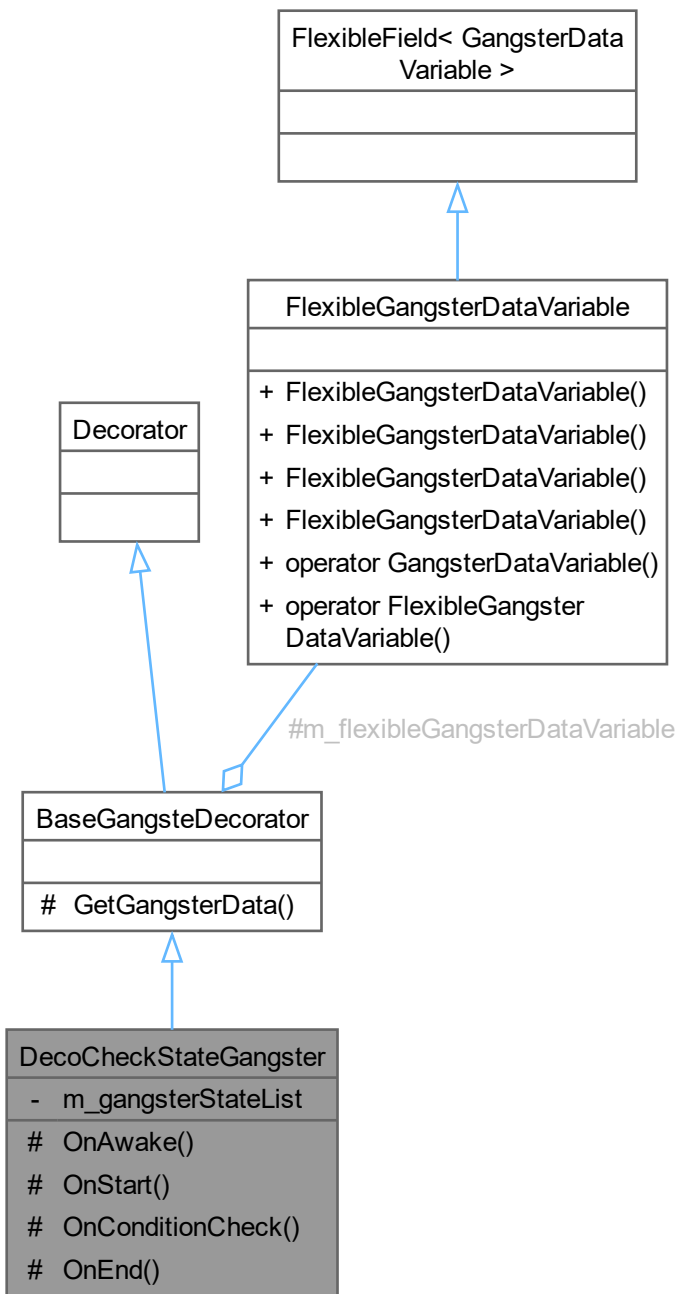 FlexibleField< GangsterData
Variable >
FlexibleGangsterDataVariable
+ FlexibleGangsterDataVariable()
+ FlexibleGangsterDataVariable()
+ FlexibleGangsterDataVariable()
+ FlexibleGangsterDataVariable()
+ operator GangsterDataVariable()
+ operator FlexibleGangster
DataVariable()
Decorator
#m_flexibleGangsterDataVariable
BaseGangsteDecorator
# GetGangsterData()
DecoCheckStateGangster
- m_gangsterStateList
# OnAwake()
# OnStart()
# OnConditionCheck()
# OnEnd()